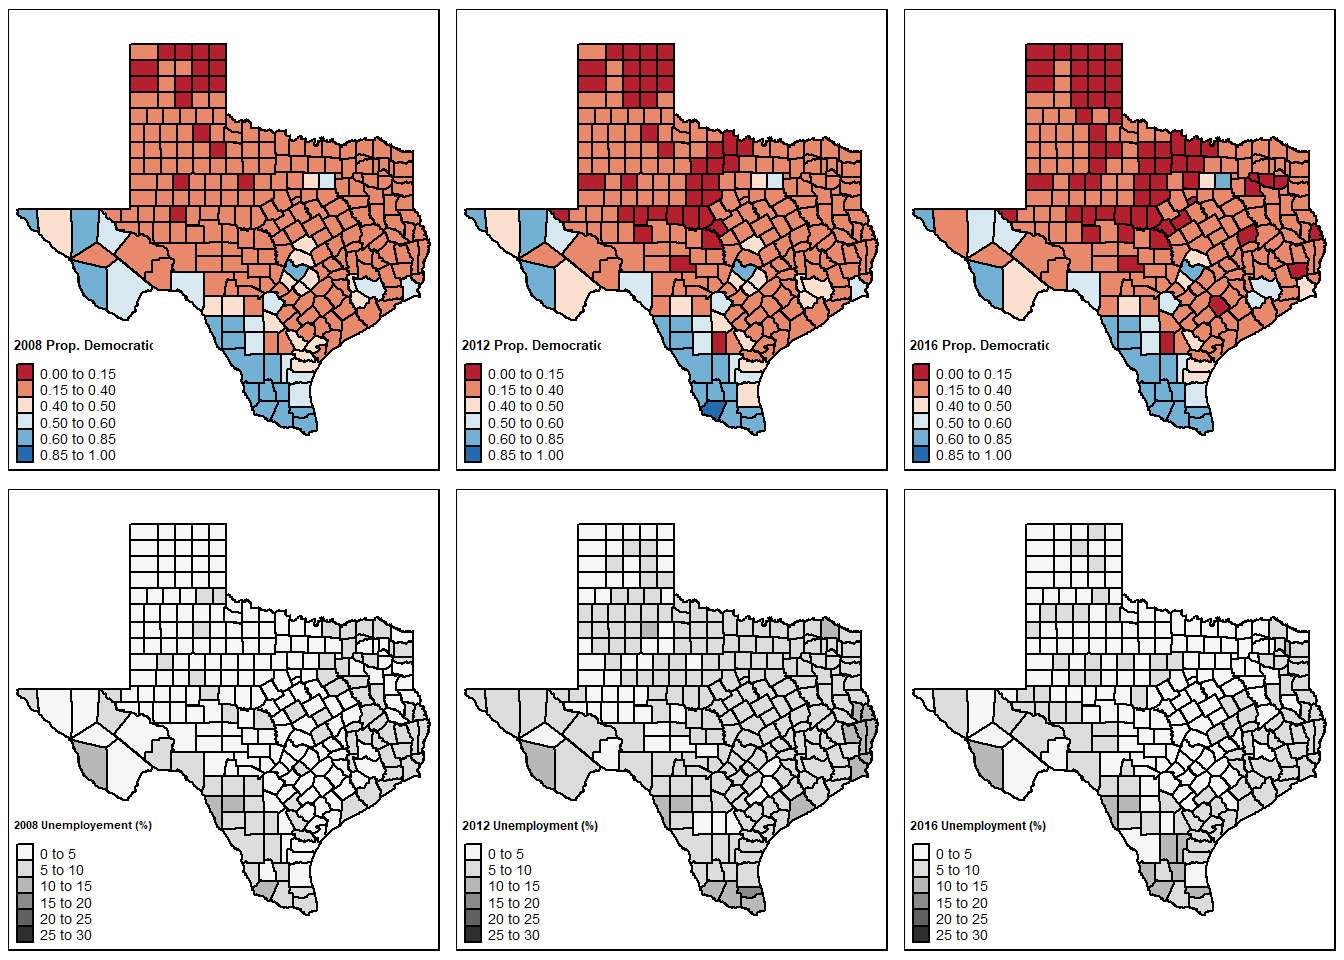 2008 Prop. Democratic
0.00 to 0.15
0.15 to 0.40
0.40 to 0.50
0.50 to 0.60
0.60 to 0.85
0.85 to 1.00
2012 Prop. Democratic
0.00 to 0.15
0.15 to 0.40
0.40 to 0.50
0.50 to 0.60
0.60 to 0.85
0.85 to 1.00
2016 Prop. Democratic
0.00 to 0.15
0.15 to 0.40
0.40 to 0.50
0.50 to 0.60
0.60 to 0.85
0.85 to 1.00
2008 Unemployement (%)
0 to 5
5 to 10
10 to 15
15 to 20
20 to 25
25 to 30
2012 Unemployment (%)
0 to 5
5 to 10
10 to 15
15 to 20
20 to 25
25 to 30
2016 Unemployment (%)
0 to 5
5 to 10
10 to 15
15 to 20
20 to 25
25 to 30